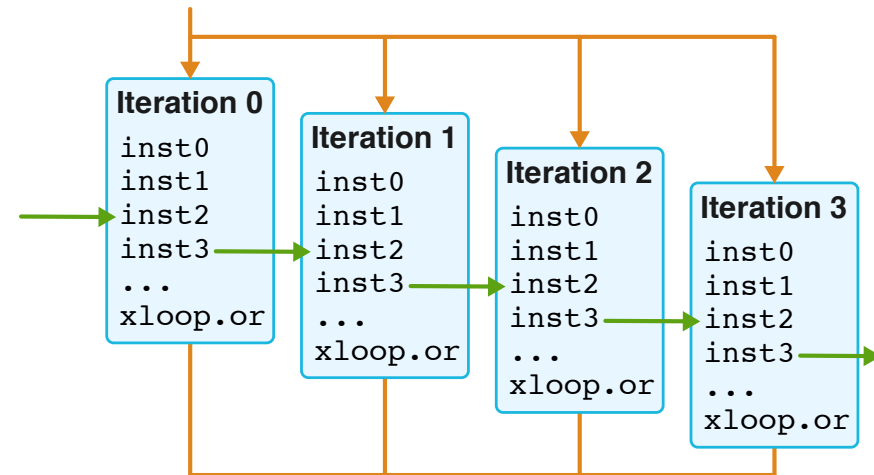 Iteration 0
inst0
inst1
inst2
inst3
...
xloop.or
Iteration 1
inst0
inst1
inst2
inst3
...
xloop.or
Iteration 2
inst0
inst1
inst2
inst3
...
xloop.or
Iteration 3
inst0
inst1
inst2
inst3
...
xloop.or